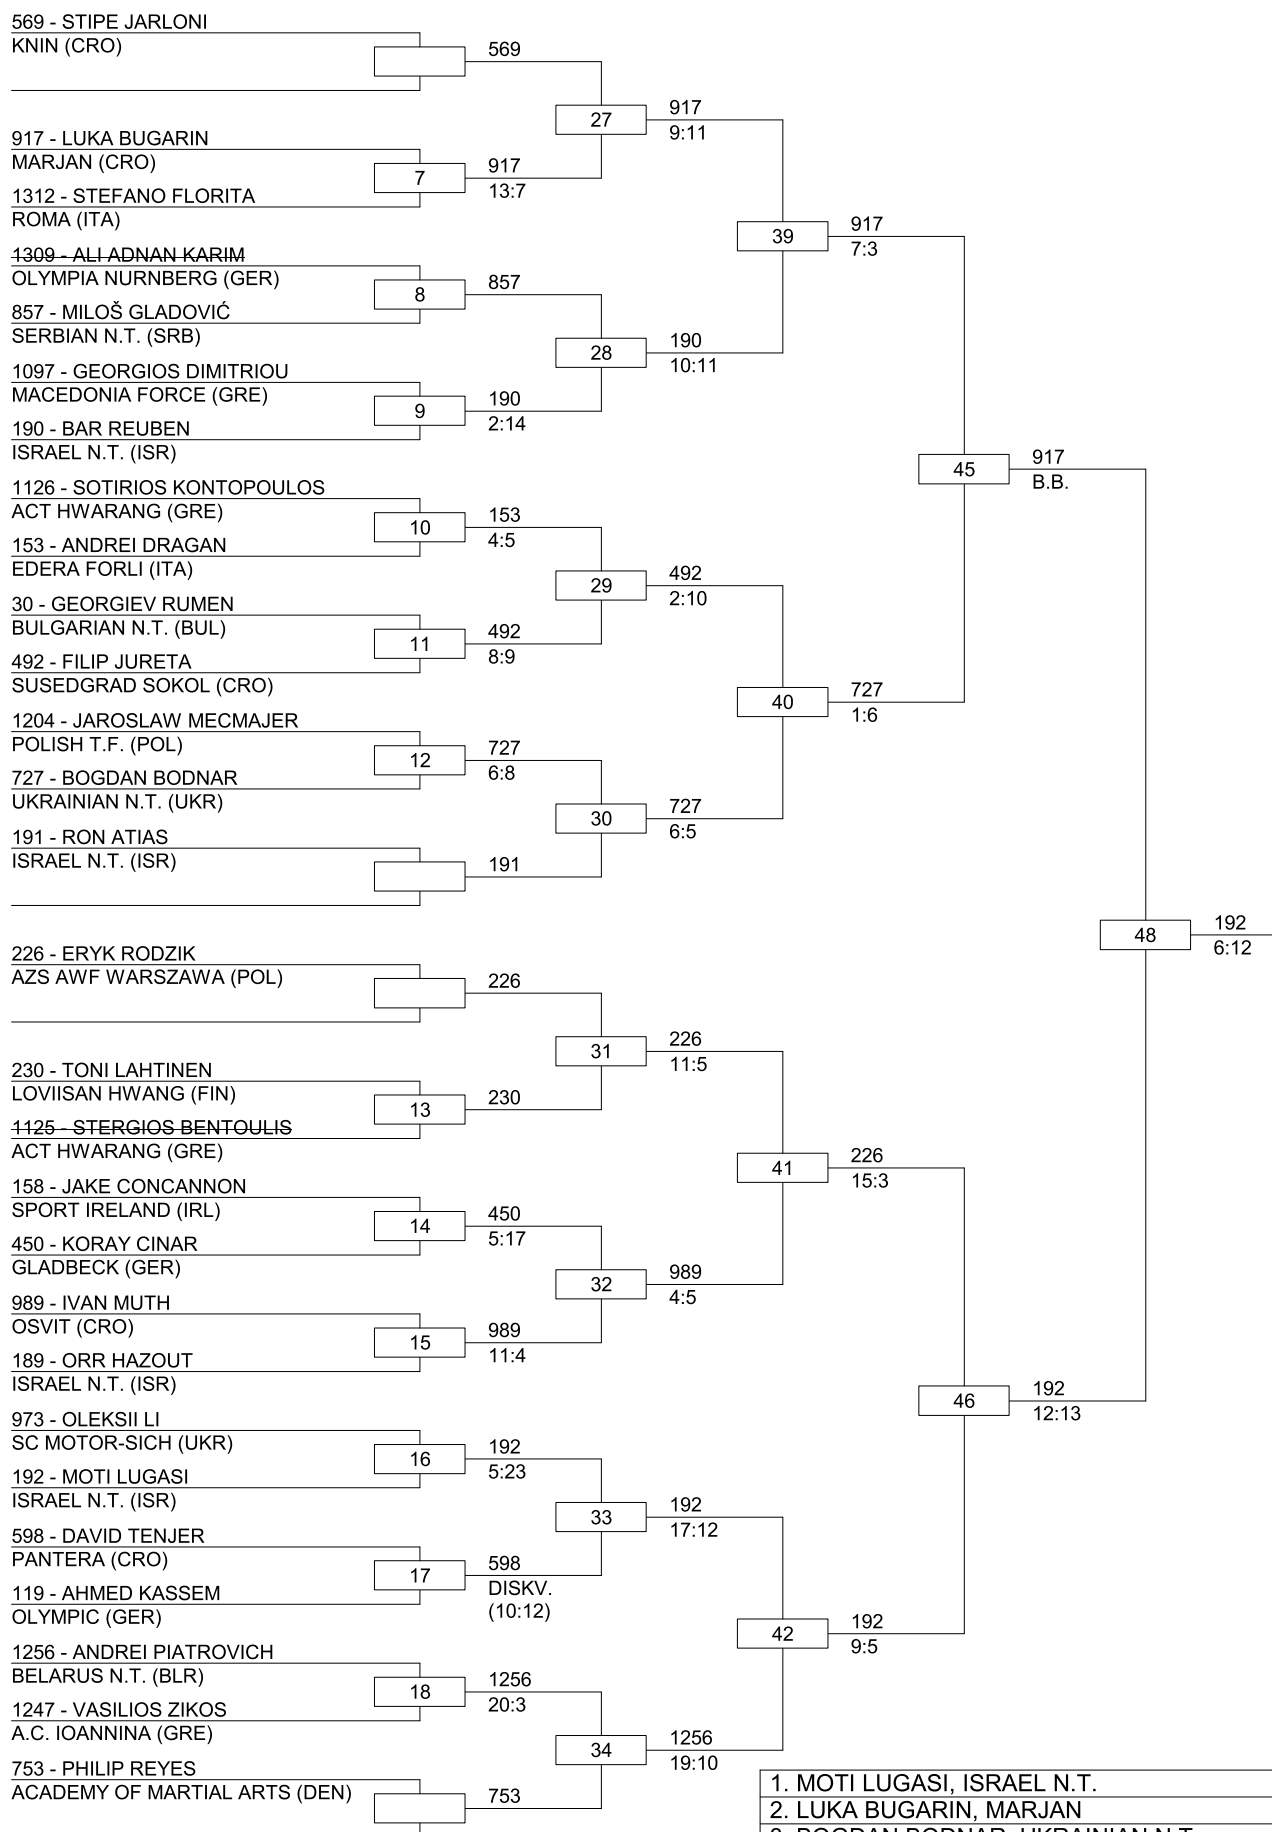 569 - STIPE JARLONI
KNIN (CRO)
569
917 - LUKA BUGARIN
MARJAN (CRO)
7
917
13:7
1312 - STEFANO FLORITA
ROMA (ITA)
27
917
9:11
1309 - ALI ADNAN KARIM
OLYMPIA NURNBERG (GER)
8
857
857 - MILOŠ GLADOVIĆ
SERBIAN N.T. (SRB)
28
190
10:11
1097 - GEORGIOS DIMITRIOU
MACEDONIA FORCE (GRE)
9
190
2:14
190 - BAR REUBEN
ISRAEL N.T. (ISR)
39
917
7:3
1126 - SOTIRIOS KONTOPOULOS
ACT HWARANG (GRE)
10
153
4:5
153 - ANDREI DRAGAN
EDERA FORLI (ITA)
29
492
2:10
30 - GEORGIEV RUMEN
BULGARIAN N.T. (BUL)
11
492
8:9
492 - FILIP JURETA
SUSEDGRAD SOKOL (CRO)
40
727
1:6
1204 - JAROSLAW MECMAJER
POLISH T.F. (POL)
12
727
6:8
727 - BOGDAN BODNAR
UKRAINIAN N.T. (UKR)
30
727
6:5
191 - RON ATIAS
ISRAEL N.T. (ISR)
191
45
917
B.B.
48
192
6:12
226 - ERYK RODZIK
AZS AWF WARSZAWA (POL)
226
31
226
11:5
230 - TONI LAHTINEN
LOVIISAN HWANG (FIN)
13
230
1125 - STERGIOS BENTOULIS
ACT HWARANG (GRE)
41
226
15:3
158 - JAKE CONCANNON
SPORT IRELAND (IRL)
14
450
5:17
450 - KORAY CINAR
GLADBECK (GER)
32
989
4:5
989 - IVAN MUTH
OSVIT (CRO)
15
989
11:4
189 - ORR HAZOUT
ISRAEL N.T. (ISR)
46
192
12:13
973 - OLEKSII LI
SC MOTOR-SICH (UKR)
16
192
5:23
192 - MOTI LUGASI
ISRAEL N.T. (ISR)
33
192
17:12
598 - DAVID TENJER
PANTERA (CRO)
17
598
DISKV.
(10:12)
119 - AHMED KASSEM
OLYMPIC (GER)
42
192
9:5
1256 - ANDREI PIATROVICH
BELARUS N.T. (BLR)
18
1256
20:3
1247 - VASILIOS ZIKOS
A.C. IOANNINA (GRE)
34
1256
19:10
753 - PHILIP REYES
ACADEMY OF MARTIAL ARTS (DEN)
753
1. MOTI LUGASI, ISRAEL N.T.
2. LUKA BUGARIN, MARJAN
3. BOGDAN BODNAR, UKRAINIAN N.T.